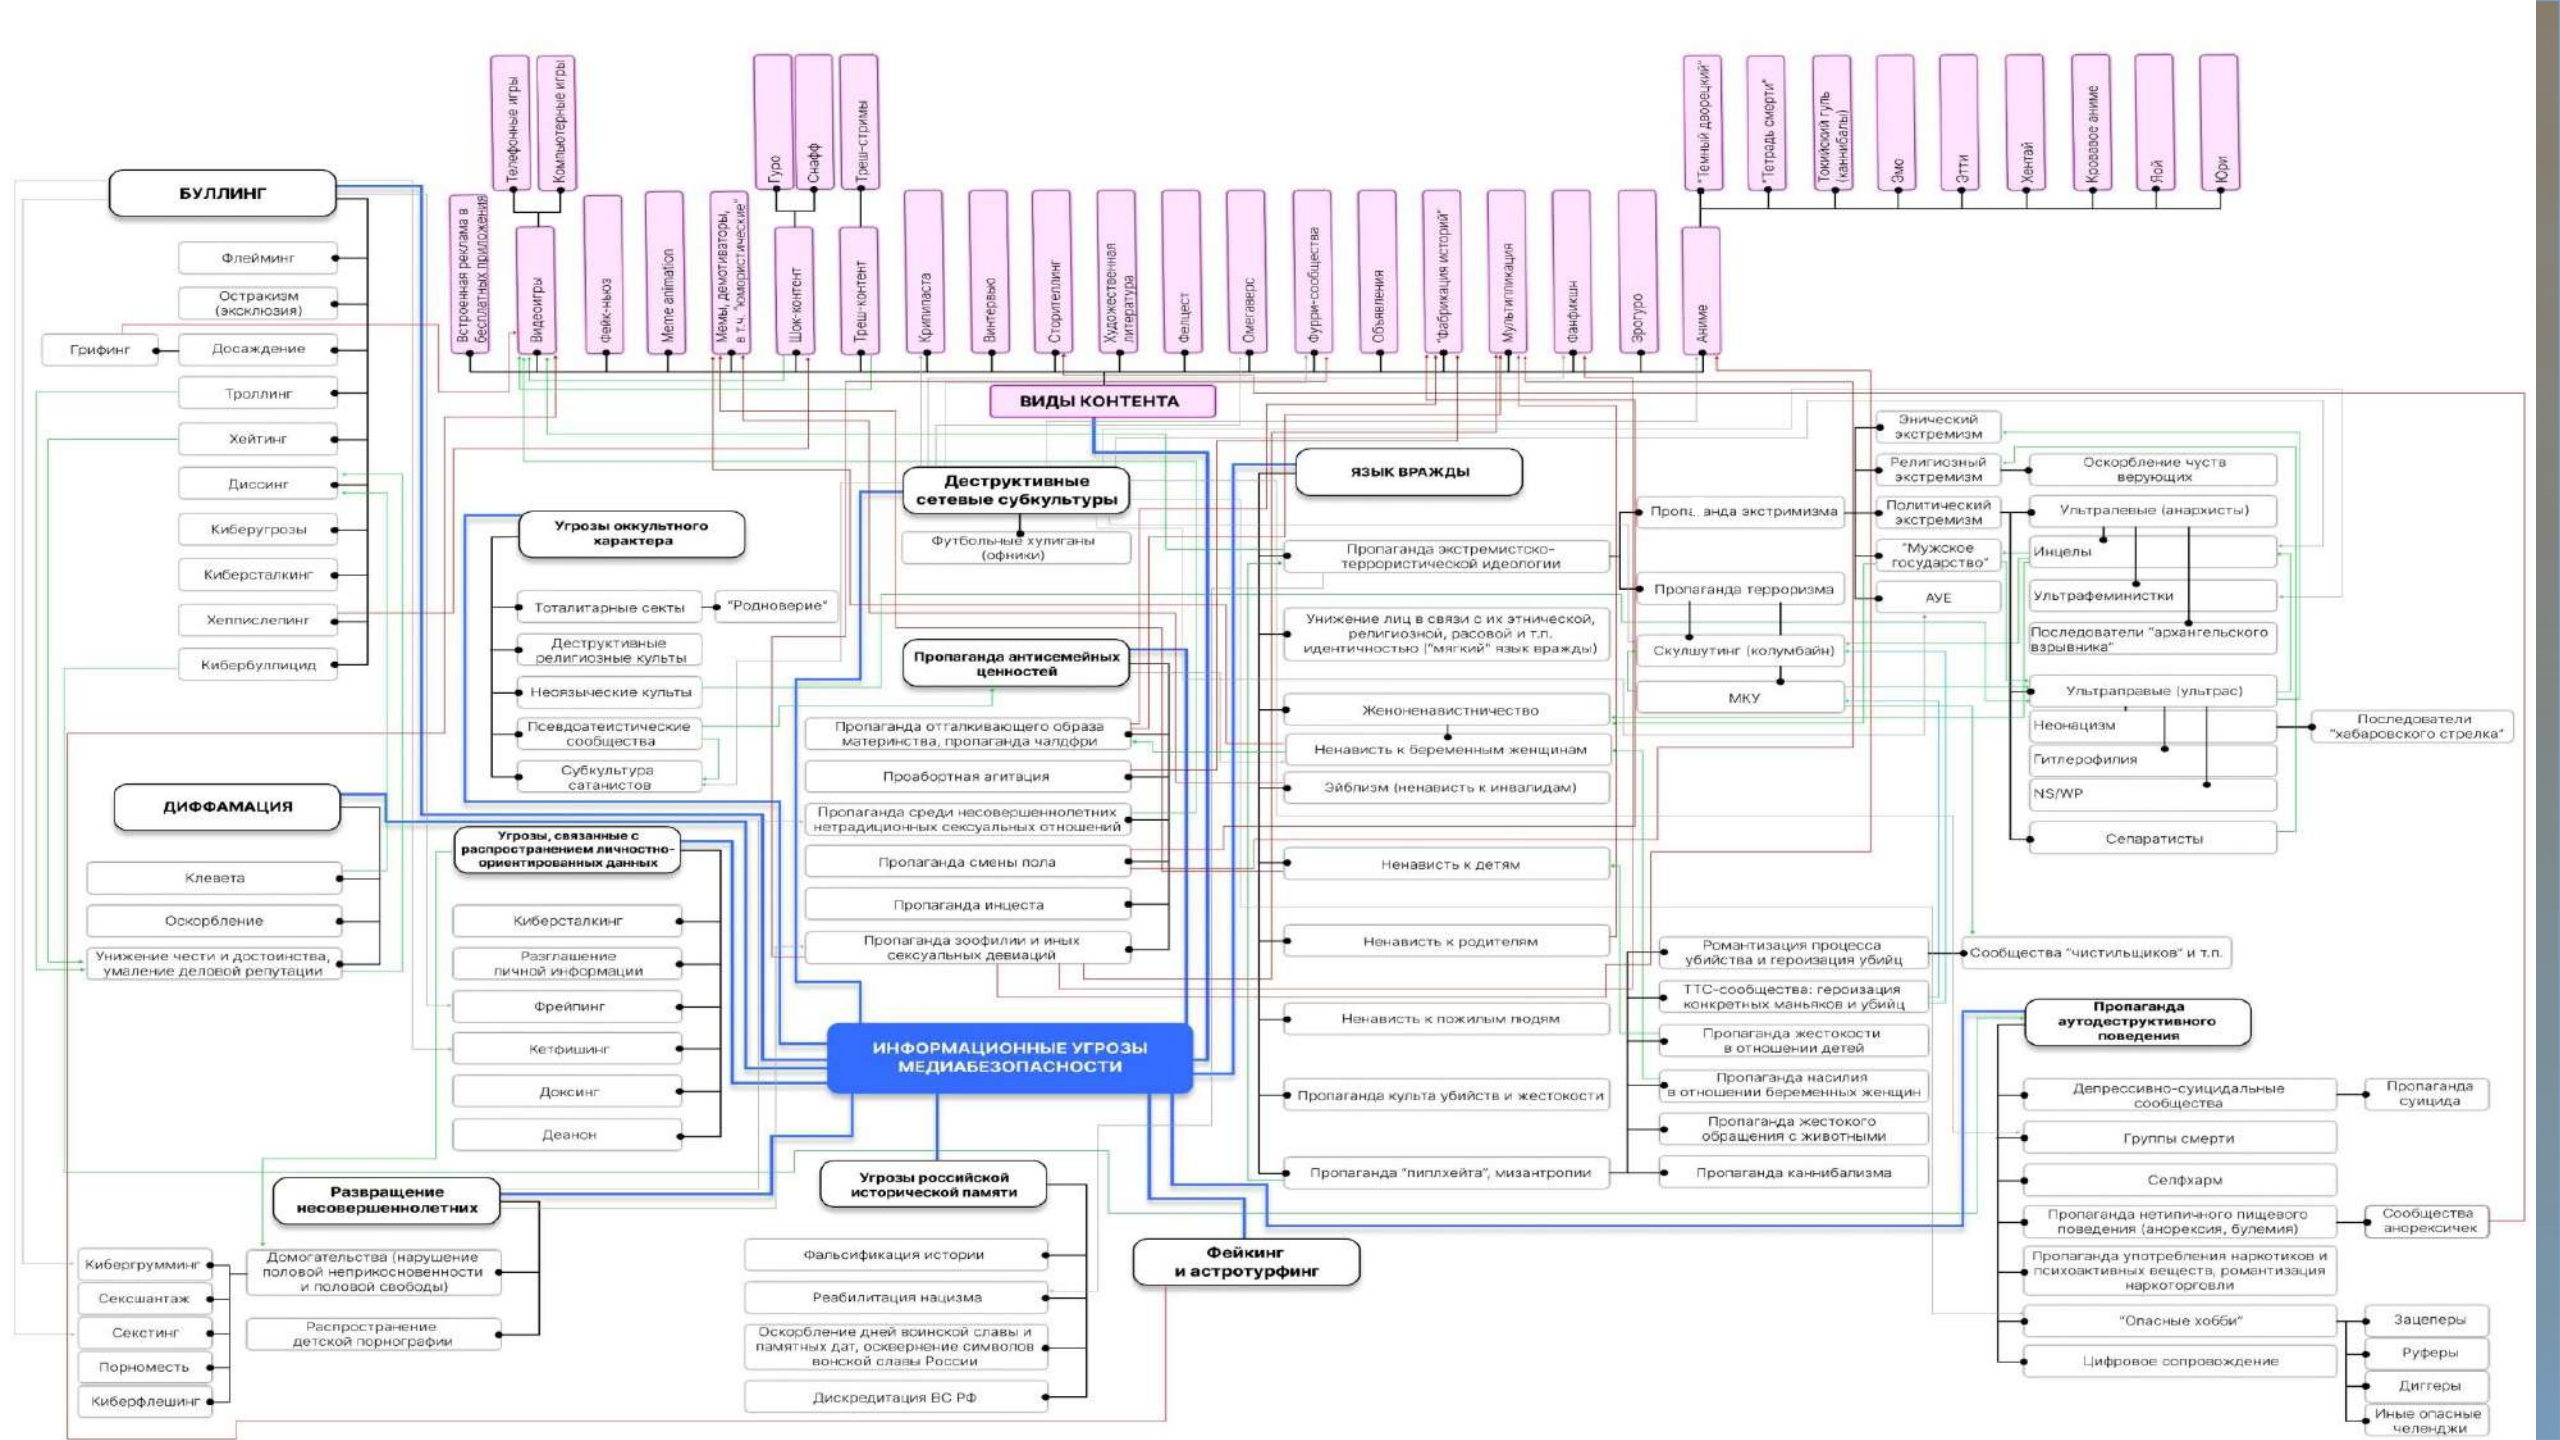 Телефонные игры
Компьютерные игры
Гуро
Снафф
Треш-стримы
"Темный дворецкий"
"Тетрадь смерти"
Токийский гуль
(каннибалы)
Эмо
Этти
Хентай
Кровавое аниме
Яой
Юри
Встроенная реклама в
бесплатных приложения
Видеоигры
Фейк-ньюз
Meme animation
Мемы, демотиваторы,
в т.ч. "юмористические"
Шок-контент
Треш-контент
Крипипаста
Винтервью
Сторителлинг
Художественная
литература
Фелцест
Омегаверс
Фурри-сообщества
Объявления
"Фабрикация историй"
Мультипликация
Фанфикшн
Эрогуро
Аниме
ВИДЫ КОНТЕНТА
БУЛЛИНГ
Флейминг
Остракизм
(эксклюзия)
Грифинг
Досаждение
Троллинг
Хейтинг
Диссинг
Киберугрозы
Киберсталкинг
Хеппислепинг
Кибербуллицид
ДИФФАМАЦИЯ
Клевета
Оскорбление
Унижение чести и достоинства,
умаление деловой репутации
Угрозы оккультного
характера
Тоталитарные секты
"Родноверие"
Деструктивные
религиозные культы
Неоязыческие культы
Псевдоатеистические
сообщества
Субкультура
сатанистов
Угрозы, связанные с
распространением личностно-
ориентированных данных
Киберсталкинг
Разглашение
личной информации
Фрейпинг
Кетфишинг
Доксинг
Деанон
Деструктивные
сетевые субкультуры
Футбольные хулиганы
(офники)
Пропаганда антисемейных
ценностей
Пропаганда отталкивающего образа
материнства, пропаганда чалдфри
Проабортная агитация
Пропаганда среди несовершеннолетних
нетрадиционных сексуальных отношений
Пропаганда смены пола
Пропаганда инцеста
Пропаганда зоофилии и иных
сексуальных девиаций
ИНФОРМАЦИОННЫЕ УГРОЗЫ
МЕДИАБЕЗОПАСНОСТИ
ЯЗЫК ВРАЖДЫ
Пропаганда экстремистско-
террористической идеологии
Унижение лиц в связи с их этнической,
религиозной, расовой и т.п.
идентичностью ("мягкий" язык вражды)
Женоненавистничество
Ненависть к беременным женщинам
Эйблизм (ненависть к инвалидам)
Ненависть к детям
Ненависть к родителям
Ненависть к пожилым людям
Пропаганда культа убийств и жестокости
Пропаганда "пиплхейта", мизантропии
анда экстримизма
Пропаганда терроризма
Скулшутинг (колумбайн)
МКУ
Энический
экстремизм
Религиозный
экстремизм
Политический
экстремизм
"Мужское
государство"
АУЕ
Оскорбление чуств
верующих
Ультралевые (анархисты)
Инцелы
Ультрафеминистки
Последователи "архангельского
взрывника"
Ультраправые (ультрас)
Неонацизм
Последователи
"хабаровского стрелка"
Гитлерофилия
NS/WP
Сепаратисты
Романтизация процесса
убийства и героизация убийц
Сообщества "чистильщиков" и т.п.
ТТС-сообщества: героизация
конкретных маньяков и убийц
Пропаганда жестокости
в отношении детей
Пропаганда насилия
в отношении беременных женщин
Пропаганда жестокого
обращения с животными
Пропаганда каннибализма
Пропаганда
аутодеструктивного
поведения
Депрессивно-суицидальные
сообщества
Пропаганда
суицида
Группы смерти
Селфхарм
Пропаганда нетипичного пищевого
поведения (анорексия, булемия)
Сообщества
анорексичек
Пропаганда употребления наркотиков и
психоактивных веществ, романтизация
наркоторговли
"Опасные хобби"
Зацеперы
Руферы
Диггеры
Иные опасные
челенджи
Цифровое сопровождение
Развращение
несовершеннолетних
Кибергрумминг
Сексшантаж
Секстинг
Порноместь
Киберфлешинг
Домогательства (нарушение
половой неприкосновенности
и половой свободы)
Распространение
детской порнографии
Угрозы российской
исторической памяти
Фальсификация истории
Реабилитация нацизма
Оскорбление дней воинской славы и
памятных дат, осквернение символов
вонской славы России
Дискредитация ВС РФ
Фейкинг
и астротурфинг